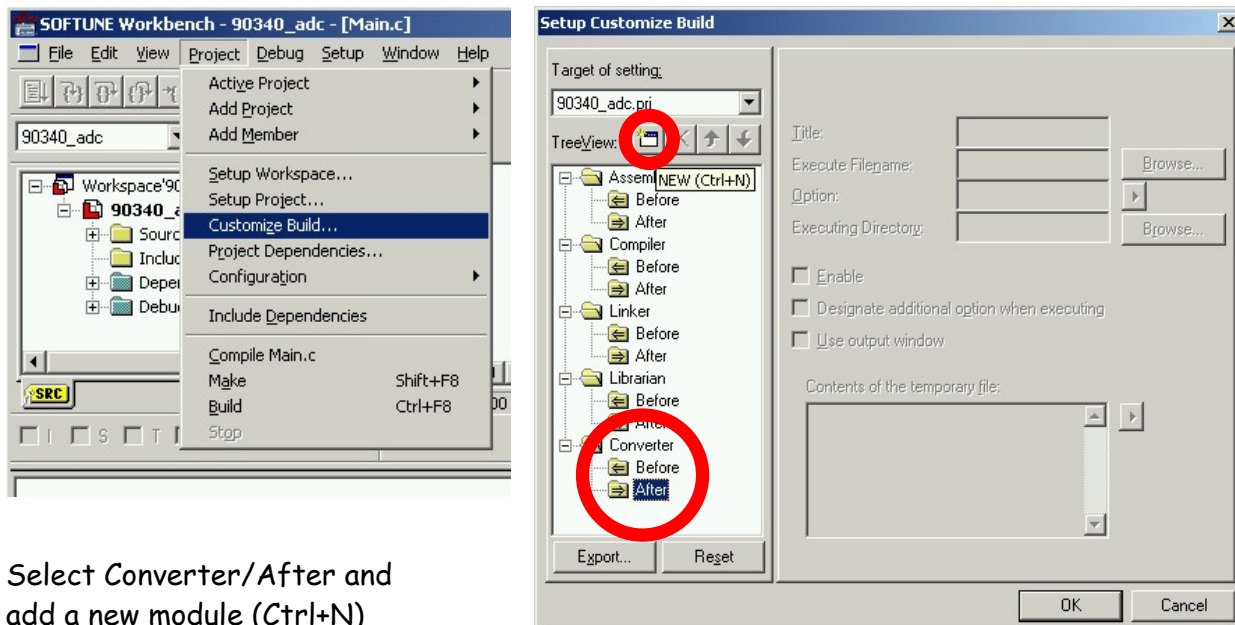 SOFTUNE Workbench - 90340_adc - [Main.c]
File Edit View Project Debug Setup Window Help
90340_adc
Workspace'90
90340_a
Sourc
Includ
Depe
Debu
SRC
I S T
Active Project
Add Project
Add Member
Setup Workspace...
Setup Project...
Customize Build...
Project Dependencies...
Configuration
Include Dependencies
Compile Main.c
Make Shift+F8
Build Ctrl+F8
Stop
Select Converter/After and
add a new module (Ctrl+N)
Setup Customize Build
Target of setting:
90340_adc.prj
TreeView:
NEW (Ctrl+N)
Assem
Before
After
Compiler
Before
After
Linker
Before
After
Librarian
Before
After
Converter
Before
After
Export... Reset
Title:
Execute Filename: Browse...
Option:
Executing Directory: Browse...
Enable
Designate additional option when executing
Use output window
Contents of the temporary file:
OK Cancel